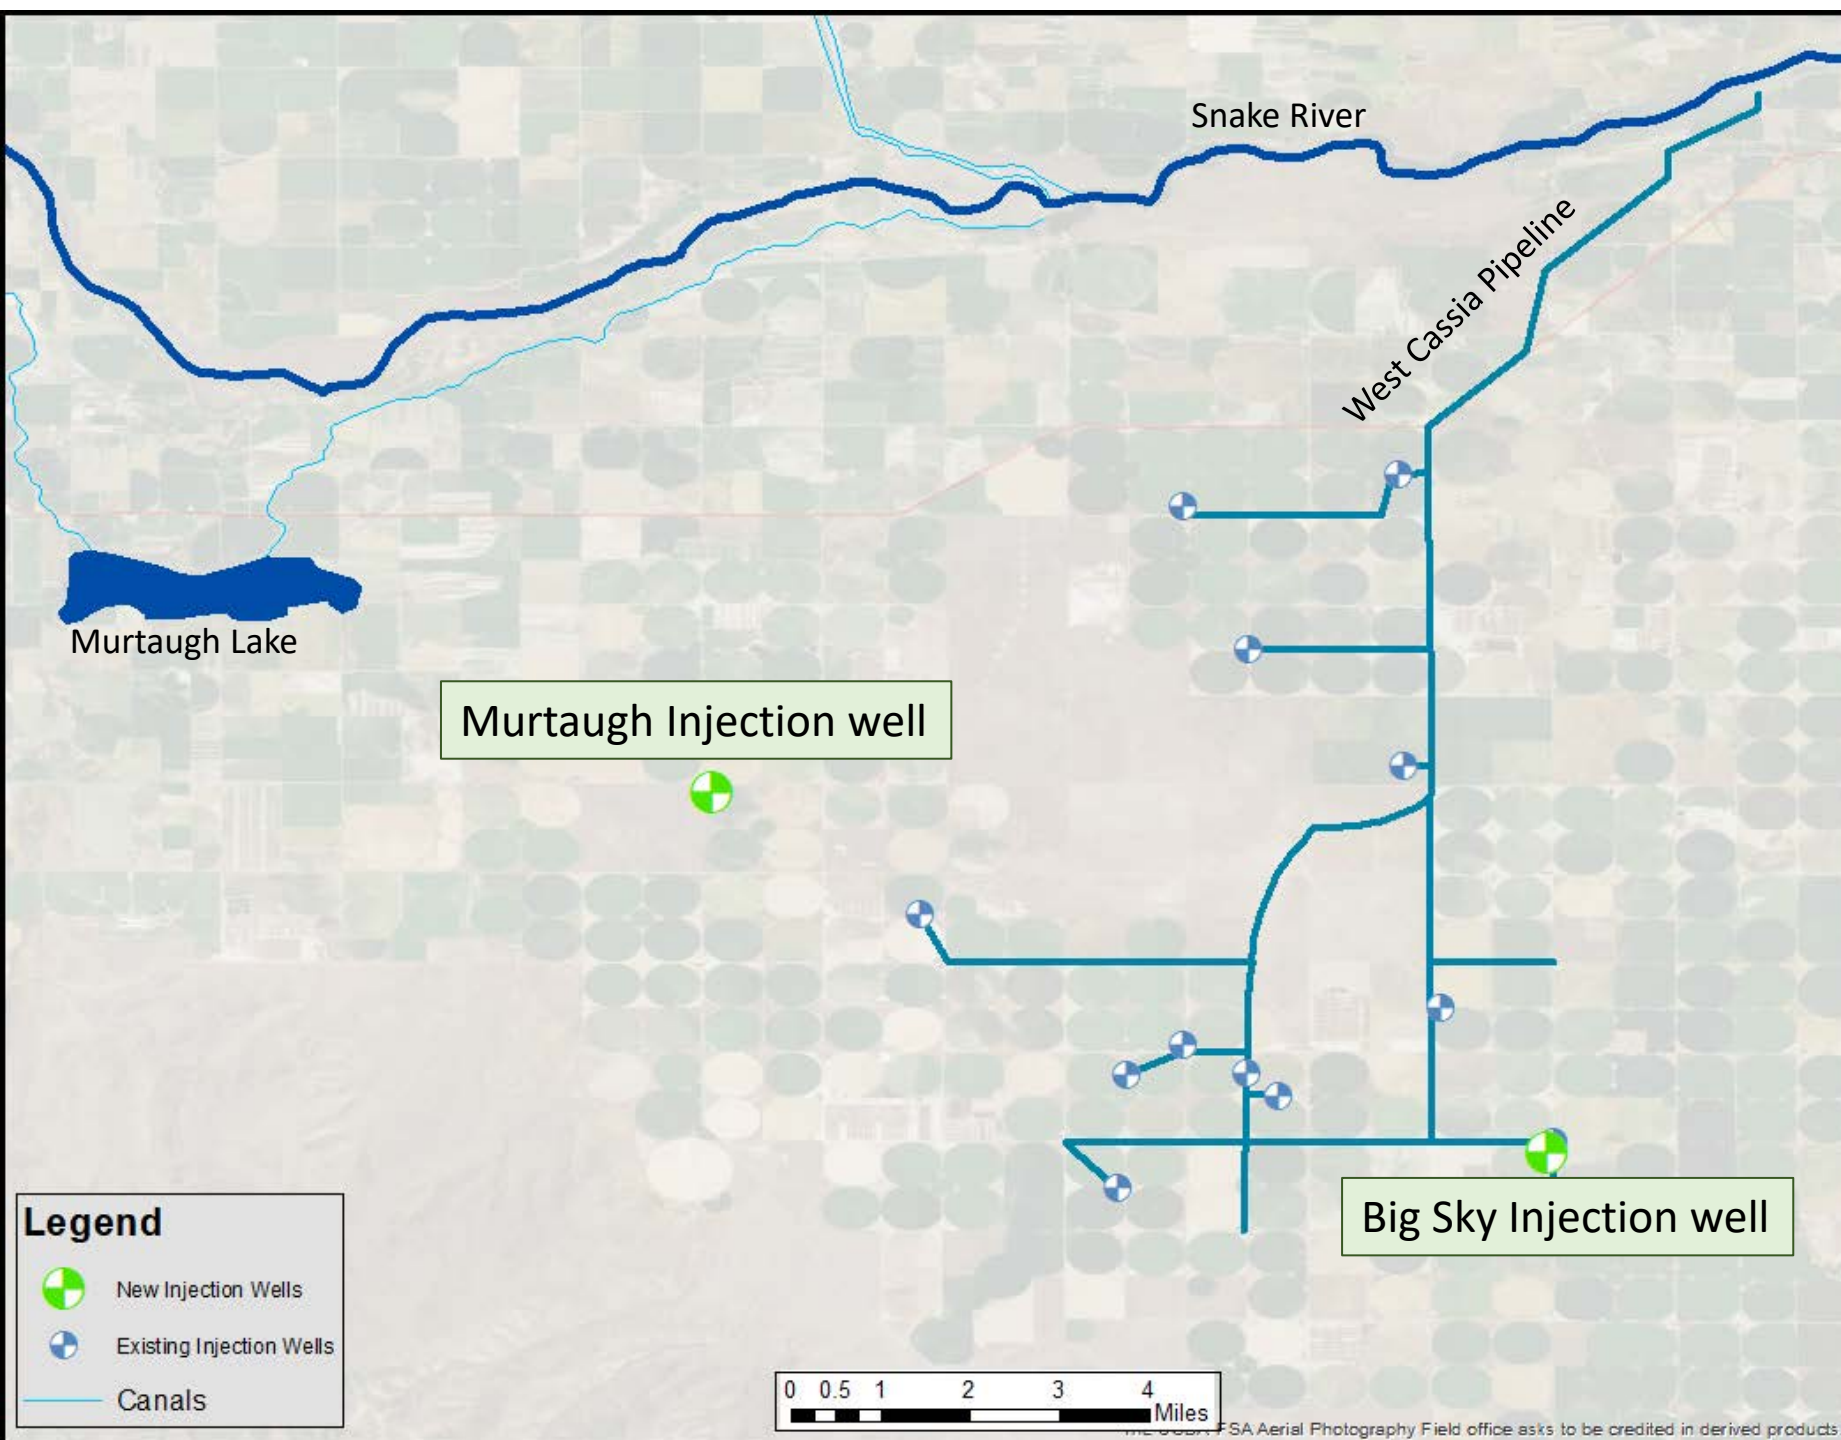 Snake River
West Cassia Pipeline
Murtaugh Lake
Murtaugh Injection well
Big Sky Injection well
Legend
New Injection Wells
Existing Injection Wells
Canals
0 0.5 1 2 3 4
Miles
FSA Aerial Photography Field office asks to be credited in derived products